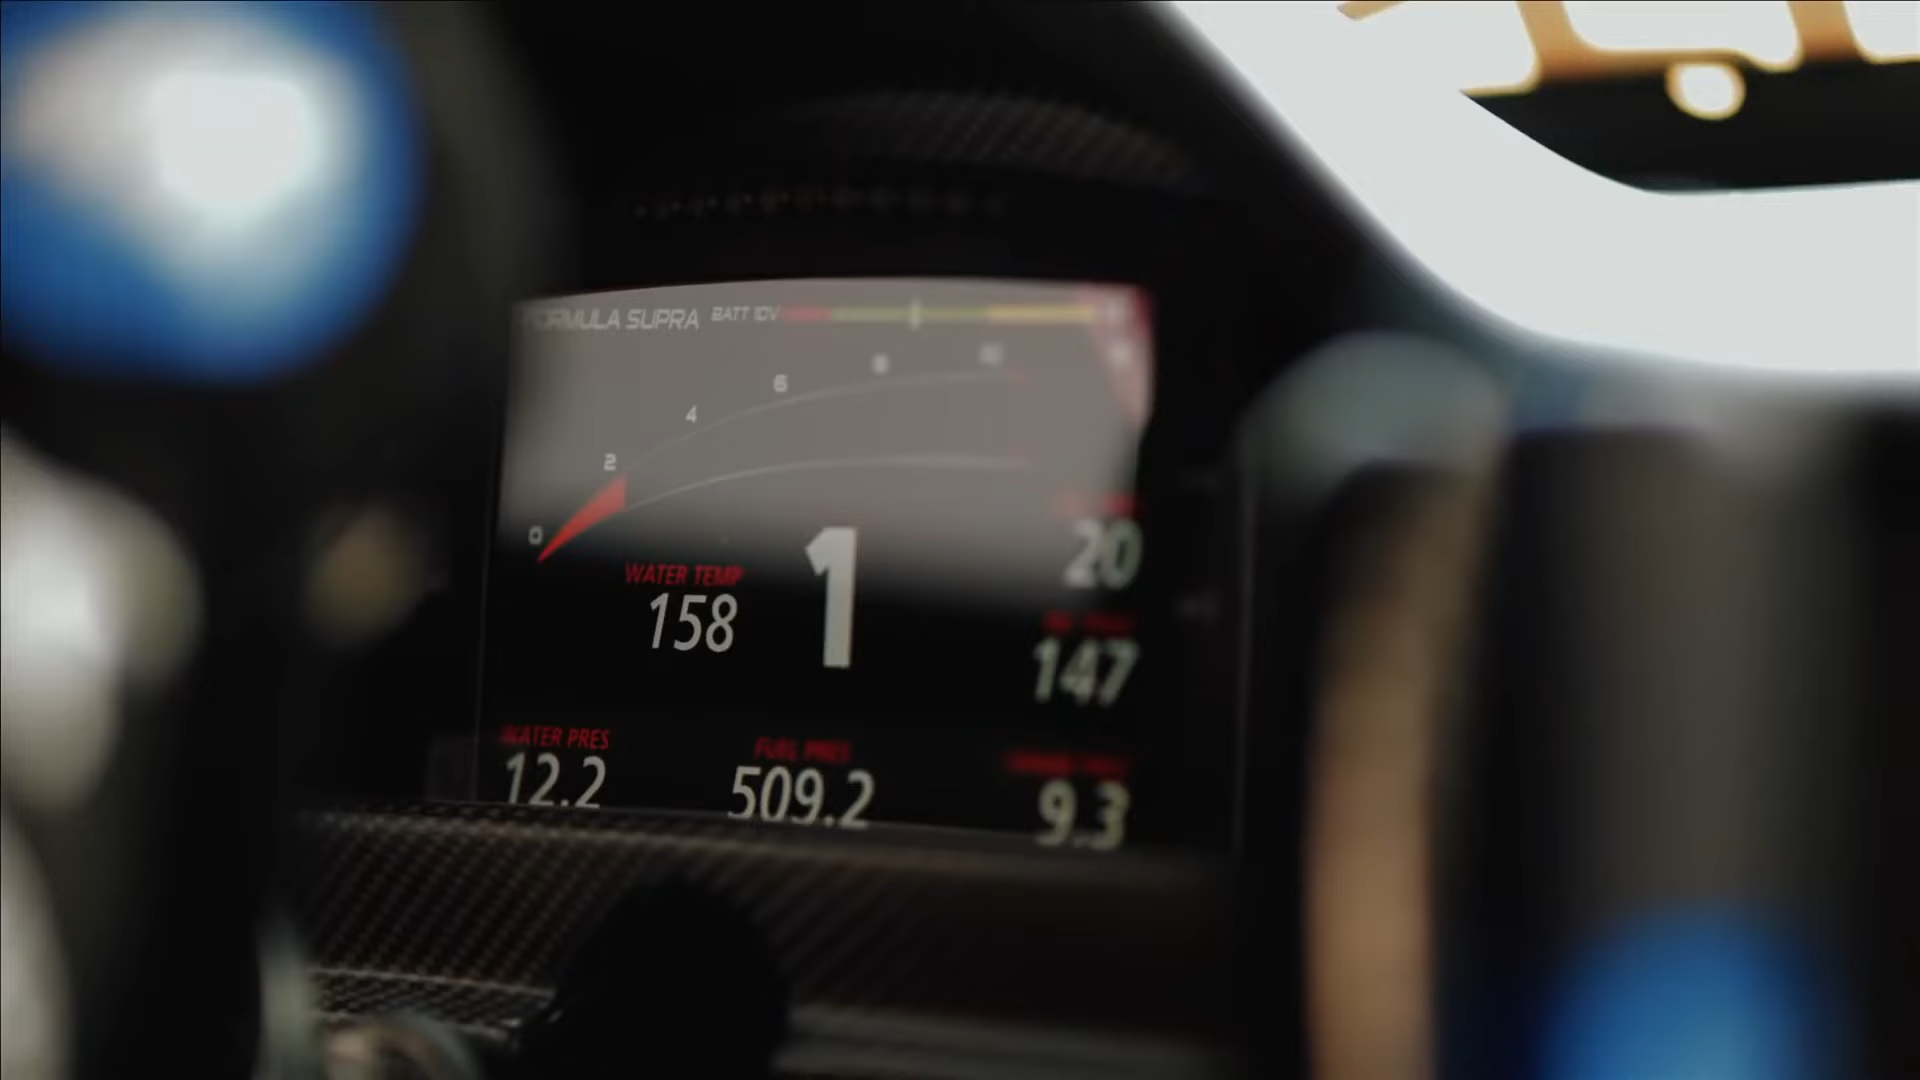 FORMULA SUPRA BATT 10V
0 2 4 6 8 10
WATER TEMP
158
1
20
147
WATER PRES
12.2
FUEL PRES
509.2
9.3